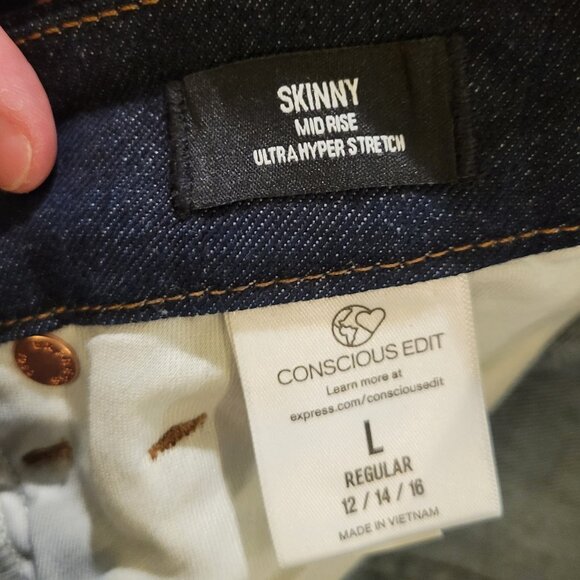 SKINNY
MID RISE
ULTRA HYPER STRETCH
CONSCIOUS EDIT
Learn more at
express.com/consciousedit
L
REGULAR
12 / 14 / 16
MADE IN VIETNAM